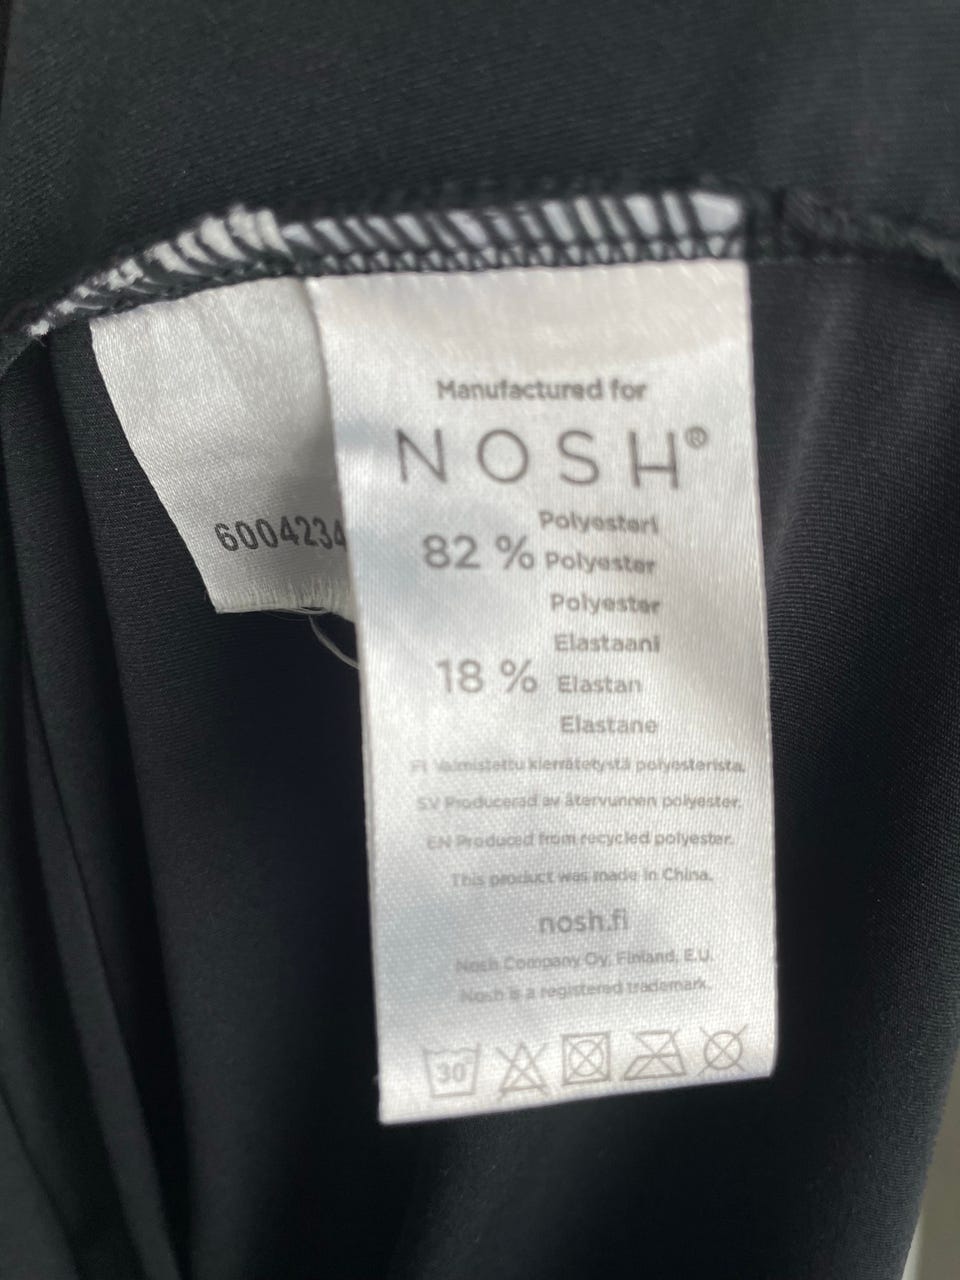 Manufactured for
NOSH®
6004234
82 %
Polyesteri
Polyester
Polyester
18 %
Elastaani
Elastan
Elastane
FI Valmistettu kierrätetystä polyesterista.
SV Producerad av återvunnen polyester.
EN Produced from recycled polyester.
This product was made in China.
nosh.fi
Nosh Company Oy, Finland, E.U.
Nosh is a registered trademark.
30